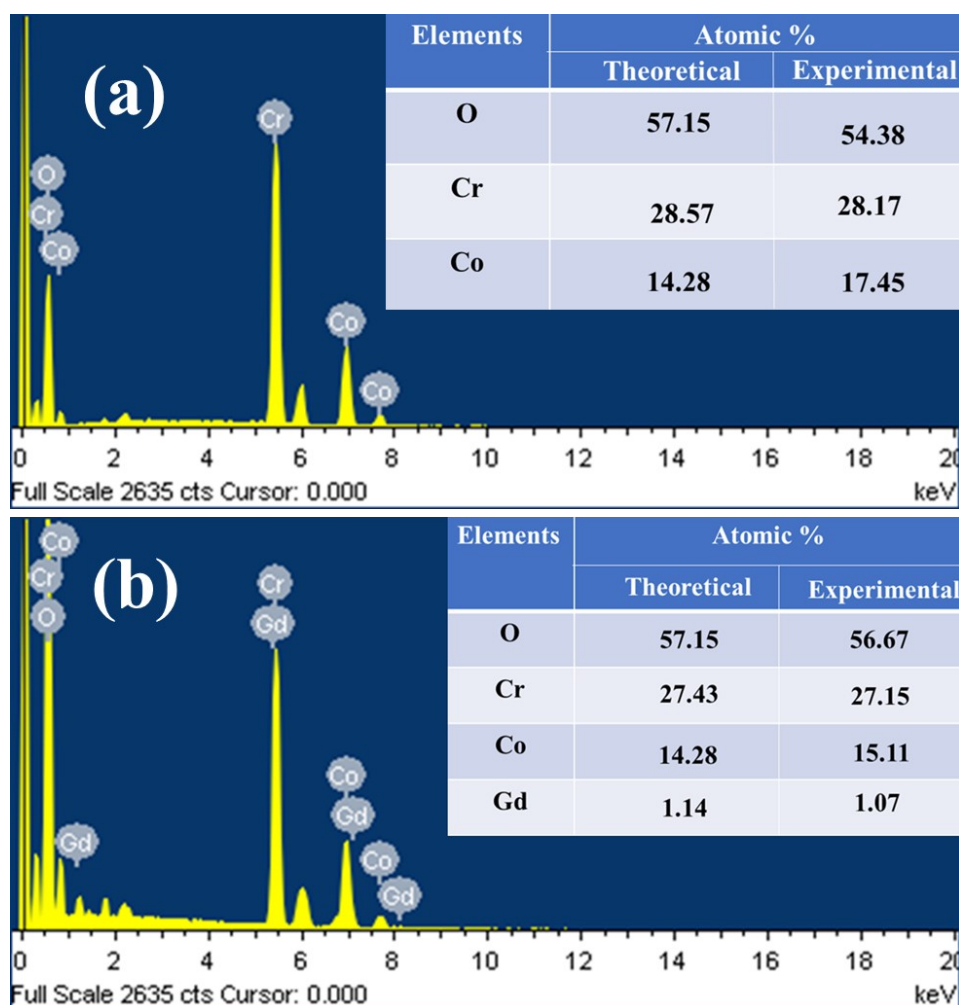 (a)
O
Cr
Co
Cr
Co
Co
Elements Atomic %
Theoretical Experimental
O 57.15 54.38
Cr 28.57 28.17
Co 14.28 17.45
0 2 4 6 8 10 12 14 16 18 20
Full Scale 2635 cts Cursor: 0.000 keV
(b)
Co
Cr
O
Gd
Cr
Gd
Co
Gd
Co
Gd
Elements Atomic %
Theoretical Experimental
O 57.15 56.67
Cr 27.43 27.15
Co 14.28 15.11
Gd 1.14 1.07
0 2 4 6 8 10 12 14 16 18 20
Full Scale 2635 cts Cursor: 0.000 keV